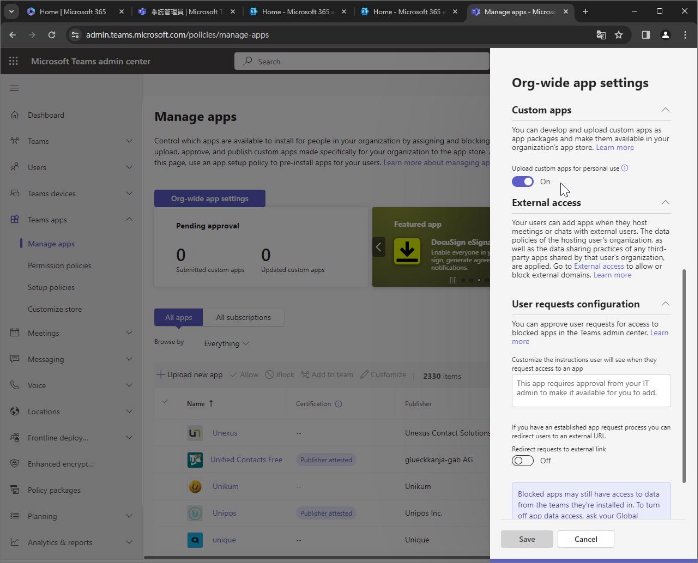 Home | Microsoft 365
Home - Microsoft 365
Home - Microsoft 365
Manage apps - Microsoft
admin.teams.microsoft.com/policies/manage-apps
Microsoft Teams admin center
Search
Dashboard
Teams
Users
Teams devices
Teams apps
Manage apps
Permission policies
Setup policies
Customize store
Meetings
Messaging
Voice
Locations
Frontline deploy...
Enhanced encrypt...
Policy packages
Planning
Analytics & reports
Manage apps
Control which apps are available to install for people in your organization by assigning and blocking
upload, approve, and publish custom apps made specifically for your organization to the app store.
this page, use an app setup policy to pre-install apps for your users. Learn more about managing ap
Org-wide app settings
Pending approval
0
Submitted custom apps
0
Updated custom apps
Featured app
DocuSign eSigna
Enable everyone in y
sign, generate agree
notifications.
All apps
All subscriptions
Browse by
Everything
Upload new app
Allow
Block
Add to team
Customize
2330 items
Name
Certification
Publisher
Unexus
--
Unexus Contact Solutions
Unified Contacts Free
Publisher attested
glueckkanja-gab AG
Unikum
--
Unikum
Unipos
Publisher attested
Unipos Inc.
unique
--
Unique
Org-wide app settings
Custom apps
You can develop and upload custom apps as
app packages and make them available in your
organization's app store. Learn more
Upload custom apps for personal use
On
External access
Your users can add apps when they host
meetings or chats with external users. The data
policies of the hosting user's organization, as
well as the data sharing practices of any third-
party apps shared by that user's organization,
are applied. Go to External access to allow or
block external domains. Learn more
User requests configuration
You can approve user requests for access to
blocked apps in the Teams admin center. Learn
more
Customize the instructions user will see when they
request access to an app
This app requires approval from your IT
admin to make it available for you to add.
If you have an established app request process you can
redirect users to an external URL.
Redirect requests to external link
Off
Blocked apps may still have access to data
from the teams they're installed in. To turn
off app data access, ask your Global
Save
Cancel